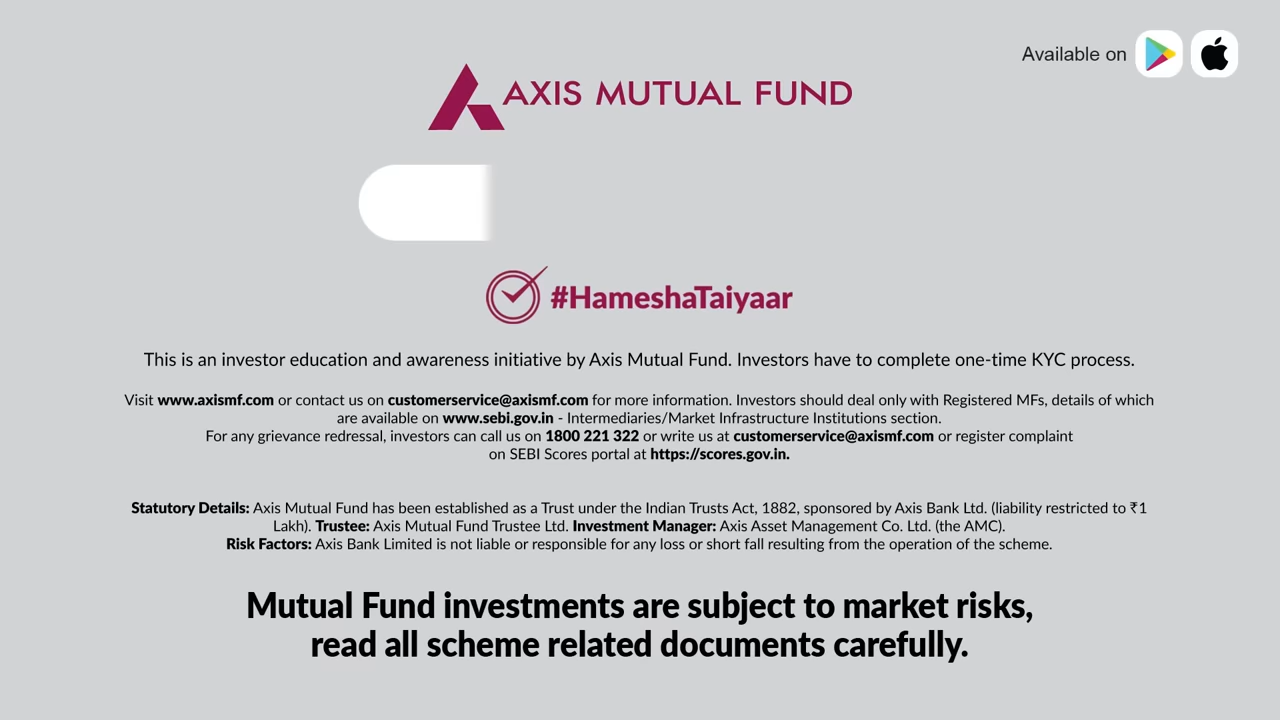 Available on
AXIS MUTUAL FUND
#HameshaTaiyaar
This is an investor education and awareness initiative by Axis Mutual Fund. Investors have to complete one-time KYC process.
Visit www.axismf.com or contact us on customerservice@axismf.com for more information. Investors should deal only with Registered MFs, details of which
are available on www.sebi.gov.in - Intermediaries/Market Infrastructure Institutions section.
For any grievance redressal, investors can call us on 1800 221 322 or write us at customerservice@axismf.com or register complaint
on SEBI Scores portal at https://scores.gov.in.
Statutory Details: Axis Mutual Fund has been established as a Trust under the Indian Trusts Act, 1882, sponsored by Axis Bank Ltd. (liability restricted to ₹1
Lakh). Trustee: Axis Mutual Fund Trustee Ltd. Investment Manager: Axis Asset Management Co. Ltd. (the AMC).
Risk Factors: Axis Bank Limited is not liable or responsible for any loss or short fall resulting from the operation of the scheme.
Mutual Fund investments are subject to market risks,
read all scheme related documents carefully.